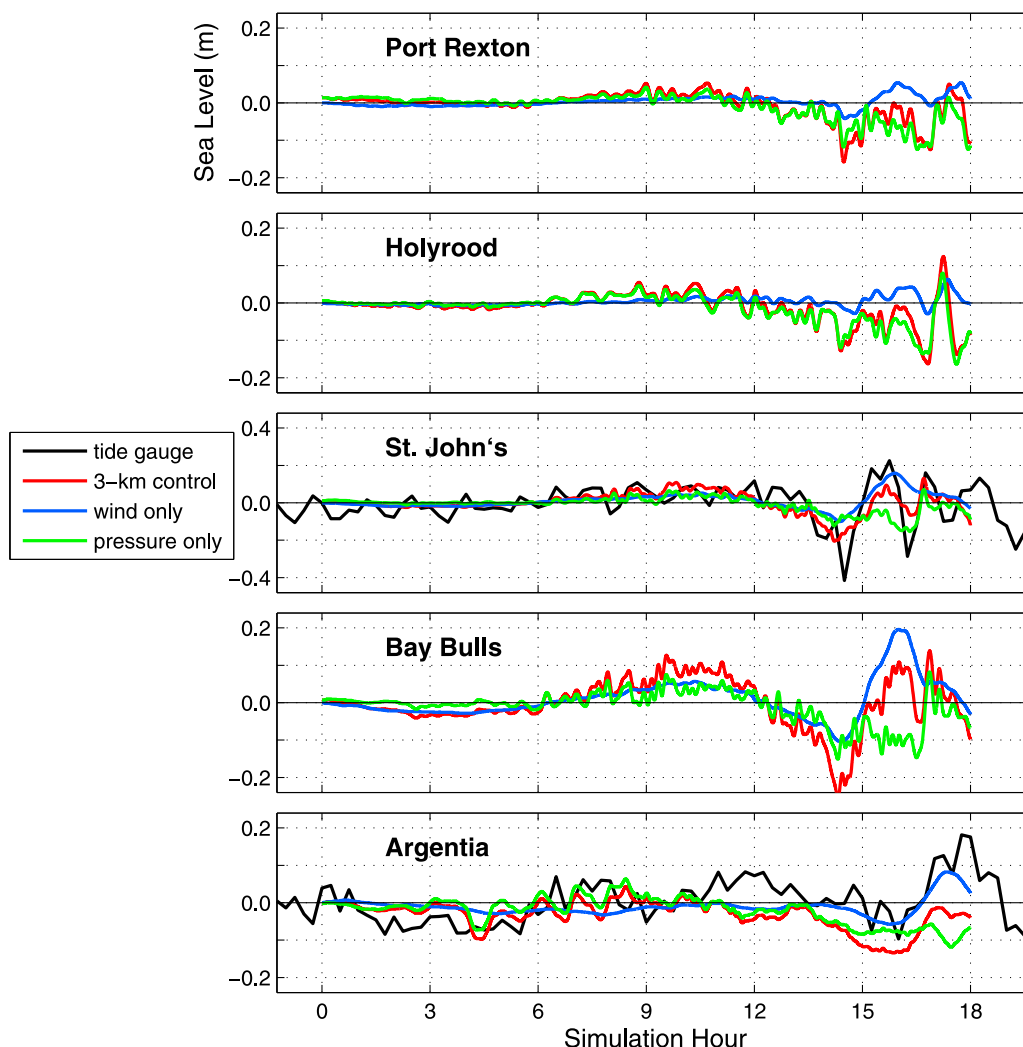 Sea Level (m)
0.2
0.0
−0.2
Port Rexton
0.2
0.0
−0.2
Holyrood
0.4
0.0
−0.4
St. John‘s
tide gauge
3−km control
wind only
pressure only
0.2
0.0
−0.2
Bay Bulls
0.2
0.0
−0.2
Argentia
0 3 6 9 12 15 18
Simulation Hour